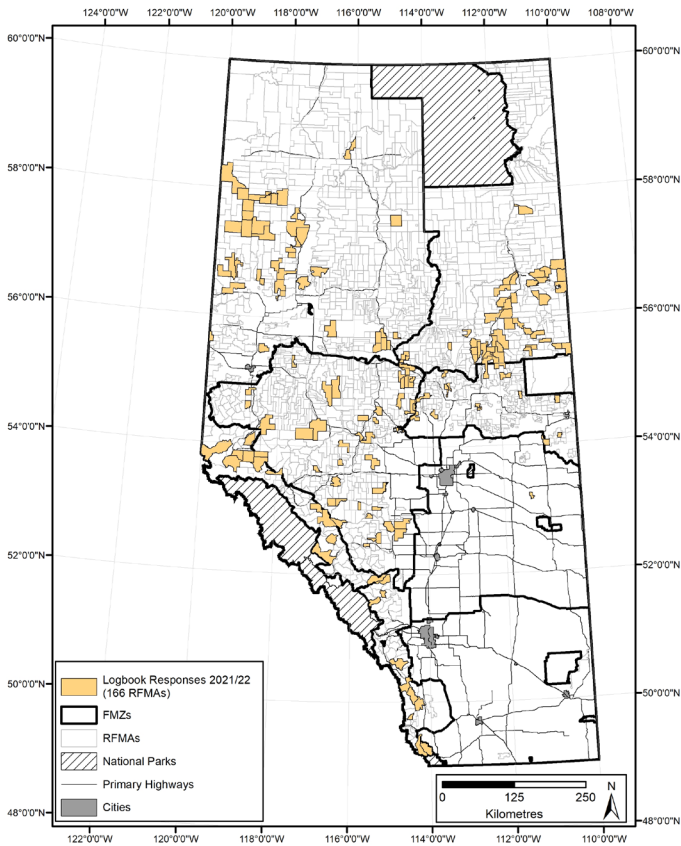 124°0'0"W 122°0'0"W 120°0'0"W 118°0'0"W 116°0'0"W 114°0'0"W 112°0'0"W 110°0'0"W 108°0'0"W
60°0'0"N
60°0'0"N
58°0'0"N
58°0'0"N
56°0'0"N
56°0'0"N
54°0'0"N
54°0'0"N
52°0'0"N
52°0'0"N
50°0'0"N
50°0'0"N
48°0'0"N
48°0'0"N
Logbook Responses 2021/22
(166 RFMAs)
FMZs
RFMAs
National Parks
Primary Highways
Cities
N
0 125 250
Kilometres
122°0'0"W 120°0'0"W 118°0'0"W 116°0'0"W 114°0'0"W 112°0'0"W 110°0'0"W